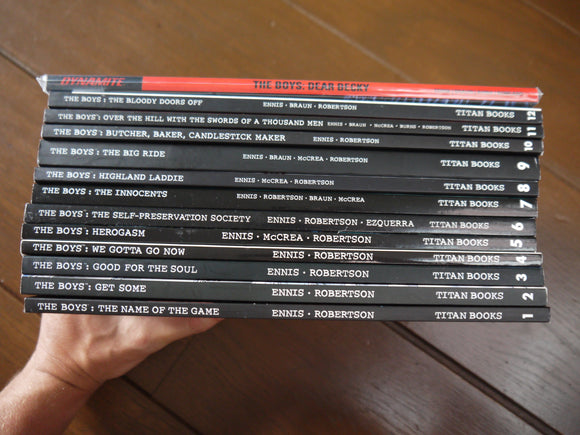 DYNAMITE THE BOYS: DEAR BECKY
THE BOYS: THE BLOODY DOORS OFF ENNIS • BRAUN • ROBERTSON TITAN BOOKS 12
THE BOYS: OVER THE HILL WITH THE SWORDS OF A THOUSAND MEN ENNIS • BRAUN • McCREA • BURNS • ROBERTSON TITAN BOOKS 11
THE BOYS: BUTCHER, BAKER, CANDLESTICK MAKER ENNIS • ROBERTSON TITAN BOOKS 10
THE BOYS: THE BIG RIDE ENNIS • BRAUN • McCREA • ROBERTSON TITAN BOOKS 9
THE BOYS: HIGHLAND LADDIE ENNIS • McCREA • ROBERTSON TITAN BOOKS 8
THE BOYS: THE INNOCENTS ENNIS • ROBERTSON • BRAUN • McCREA TITAN BOOKS 7
THE BOYS: THE SELF-PRESERVATION SOCIETY ENNIS • ROBERTSON • EZQUERRA TITAN BOOKS 6
THE BOYS: HEROGASM ENNIS • McCREA • ROBERTSON TITAN BOOKS 5
THE BOYS: WE GOTTA GO NOW ENNIS • ROBERTSON TITAN BOOKS 4
THE BOYS: GOOD FOR THE SOUL ENNIS • ROBERTSON TITAN BOOKS 3
THE BOYS: GET SOME ENNIS • ROBERTSON TITAN BOOKS 2
THE BOYS: THE NAME OF THE GAME ENNIS • ROBERTSON TITAN BOOKS 1